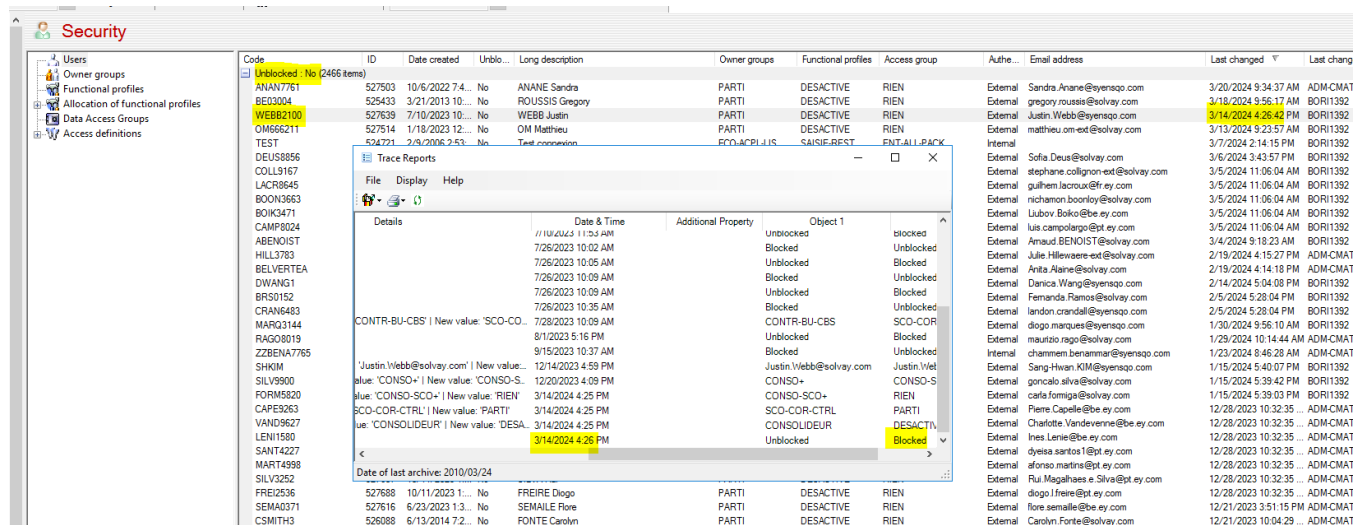 Security
Users
Owner groups
Functional profiles
Allocation of functional profiles
Data Access Groups
Access definitions
Code ID Date created Unblo... Long description Owner groups Functional profiles Access group Authe... Email address Last changed Last chang
Unblocked : No (2466 items)
ANAN7761 527503 10/6/2022 7:4... No ANANE Sandra PARTI DESACTIVE RIEN External Sandra.Anane@syensqo.com 3/20/2024 9:34:37 AM ADM-CMAT
BE03004 525433 3/21/2013 10:... No ROUSSIS Gregory PARTI DESACTIVE RIEN External gregory.roussis@solvay.com 3/18/2024 9:56:17 AM BORI1392
WEBB2100 527639 7/10/2023 10:... No WEBB Justin PARTI DESACTIVE RIEN External Justin.Webb@syensqo.com 3/14/2024 4:26:42 PM BORI1392
OM666211 527514 1/18/2023 12:... No OM Matthieu PARTI DESACTIVE RIEN External matthieu.om-ext@solvay.com 3/13/2024 9:23:57 AM BORI1392
TEST 524721 2/9/2006 2:53: No Test connexion ECO-ACPL-LIS SAISIE-REST ENT-ALL-PACK Internal 3/7/2024 2:14:15 PM BORI1392
DEUS8856 External Sofia.Deus@solvay.com 3/6/2024 3:43:57 PM BORI1392
COLL9167 External stephane.collignon-ext@solvay.com 3/5/2024 11:06:04 AM BORI1392
LACR8645 External guilhem.lacroux@fr.ey.com 3/5/2024 11:06:04 AM BORI1392
BOON3663 External nichamon.boonloy@solvay.com 3/5/2024 11:06:04 AM BORI1392
BOIK3471 External Liubov.Boiko@be.ey.com 3/5/2024 11:06:04 AM BORI1392
CAMP8024 External luis.campolargo@pt.ey.com 3/5/2024 11:06:04 AM BORI1392
ABENOIST External Arnaud.BENOIST@solvay.com 3/4/2024 9:18:23 AM BORI1392
HILL3783 External Julie.Hillewaere-ext@solvay.com 2/19/2024 4:15:27 PM ADM-CMAT
BELVERTEA External Anita.Alaine@solvay.com 2/19/2024 4:14:18 PM ADM-CMAT
DWANG1 External Danica.Wang@syensqo.com 2/14/2024 5:04:08 PM BORI1392
BRS0152 External Fernanda.Ramos@solvay.com 2/5/2024 5:28:04 PM BORI1392
CRAN6483 External landon.crandall@syensqo.com 2/5/2024 5:28:04 PM BORI1392
MARQ3144 External diogo.marques@syensqo.com 1/30/2024 9:56:10 AM BORI1392
RAGO8019 External maurizio.rago@solvay.com 1/29/2024 10:14:44 AM ADM-CMAT
ZZBENA7765 Internal chammem.benammar@syensqo.com 1/23/2024 8:46:28 AM ADM-CMAT
SHKIM External Sang-Hwan.KIM@syensqo.com 1/15/2024 5:40:07 PM BORI1392
SILV9900 External goncalo.silva@solvay.com 1/15/2024 5:39:42 PM BORI1392
FORM5820 External carla.formiga@solvay.com 1/15/2024 5:39:03 PM BORI1392
CAPE9263 External Pierre.Capelle@be.ey.com 12/28/2023 10:32:35 ... ADM-CMAT
VAND9627 External Charlotte.Vandevenne@be.ey.com 12/28/2023 10:32:35 ... ADM-CMAT
LENI1580 External Ines.Lenie@be.ey.com 12/28/2023 10:32:35 ... ADM-CMAT
SANT4227 External dyeisa.santos1@pt.ey.com 12/28/2023 10:32:35 ... ADM-CMAT
MART4998 External afonso.martins@pt.ey.com 12/28/2023 10:32:35 ... ADM-CMAT
SILV3252 External Rui.Magalhaes.e.Silva@pt.ey.com 12/28/2023 10:32:35 ... ADM-CMAT
FREI2536 527688 10/11/2023 1:... No FREIRE Diogo PARTI DESACTIVE RIEN External diogo.l.freire@pt.ey.com 12/28/2023 10:32:35 ... ADM-CMAT
SEMA0371 527616 6/23/2023 1:3... No SEMAILE Flore PARTI DESACTIVE RIEN External flore.semaille@be.ey.com 12/21/2023 3:51:15 PM ADM-CMAT
CSMITH3 526088 6/13/2014 7:2... No FONTE Carolyn PARTI DESACTIVE RIEN External Carolyn.Fonte@solvay.com 12/21/2023 10:04:29 ... ADM-CMAT
Trace Reports
File Display Help
Details Date & Time Additional Property Object 1
7/10/2023 11:53 AM Unblocked Blocked
7/26/2023 10:02 AM Blocked Unblocked
7/26/2023 10:05 AM Unblocked Blocked
7/26/2023 10:09 AM Blocked Unblocked
7/26/2023 10:09 AM Unblocked Blocked
7/26/2023 10:35 AM Blocked Unblocked
CONTR-BU-CBS' | New value: 'SCO-CO... 7/28/2023 10:09 AM CONTR-BU-CBS SCO-COR
8/1/2023 5:16 PM Unblocked Blocked
9/15/2023 10:37 AM Blocked Unblocked
'Justin.Webb@solvay.com' | New value:... 12/14/2023 4:59 PM Justin.Webb@solvay.com Justin.Web
alue: 'CONSO+' | New value: 'CONSO-S... 12/20/2023 4:09 PM CONSO+ CONSO-S
alue: 'CONSO-SCO+' | New value: 'RIEN' 3/14/2024 4:25 PM CONSO-SCO+ RIEN
SCO-COR-CTRL' | New value: 'PARTI' 3/14/2024 4:25 PM SCO-COR-CTRL PARTI
ue: 'CONSOLIDEUR' | New value: 'DESA... 3/14/2024 4:25 PM CONSOLIDEUR DESACTIV
3/14/2024 4:26 PM Unblocked Blocked
Date of last archive: 2010/03/24